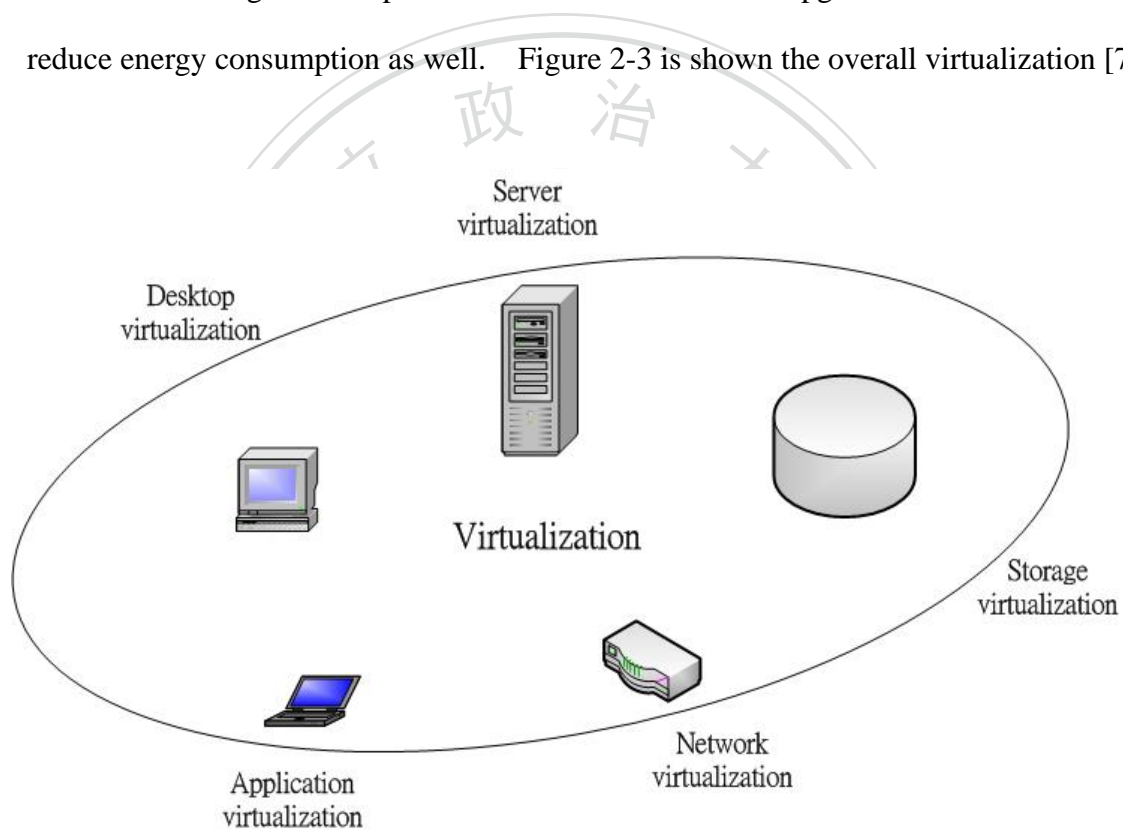 reduce energy consumption as well. Figure 2-3 is shown the overall virtualization [7
政 治
Server
virtualization
Desktop
virtualization
Virtualization
Storage
virtualization
Network
virtualization
Application
virtualization